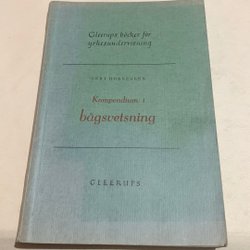 Gleerups böcker för
yrkesundervisning
Kompendium i
bågsvetsning
GLEERUPS